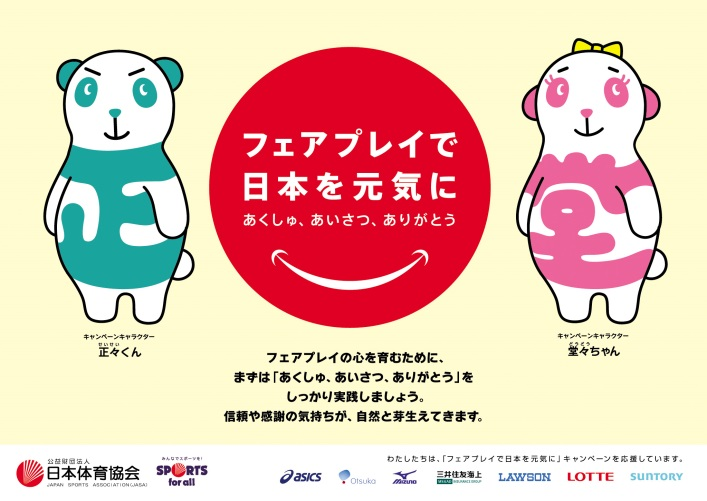 フェアプレイで
日本を元気に
あくしゅ、あいさつ、ありがとう
正
堂
キャンペーンキャラクター
せいせい
正々くん
キャンペーンキャラクター
どうどう
堂々ちゃん
フェアプレイの心を育むために、
まずは「あくしゅ、あいさつ、ありがとう」を
しっかり実践しましょう。
信頼や感謝の気持ちが、自然と芽生えてきます。
公益財団法人
日本体育協会
JAPAN SPORTS ASSOCIATION(JASA)
みんなでスポーツを!
SPORTS
for all
わたしたちは、「フェアプレイで日本を元気に」キャンペーンを応援しています。
asics
Otsuka
MIZUNO
三井住友海上
MS&AD INSURANCE GROUP
LAWSON
LOTTE
SUNTORY